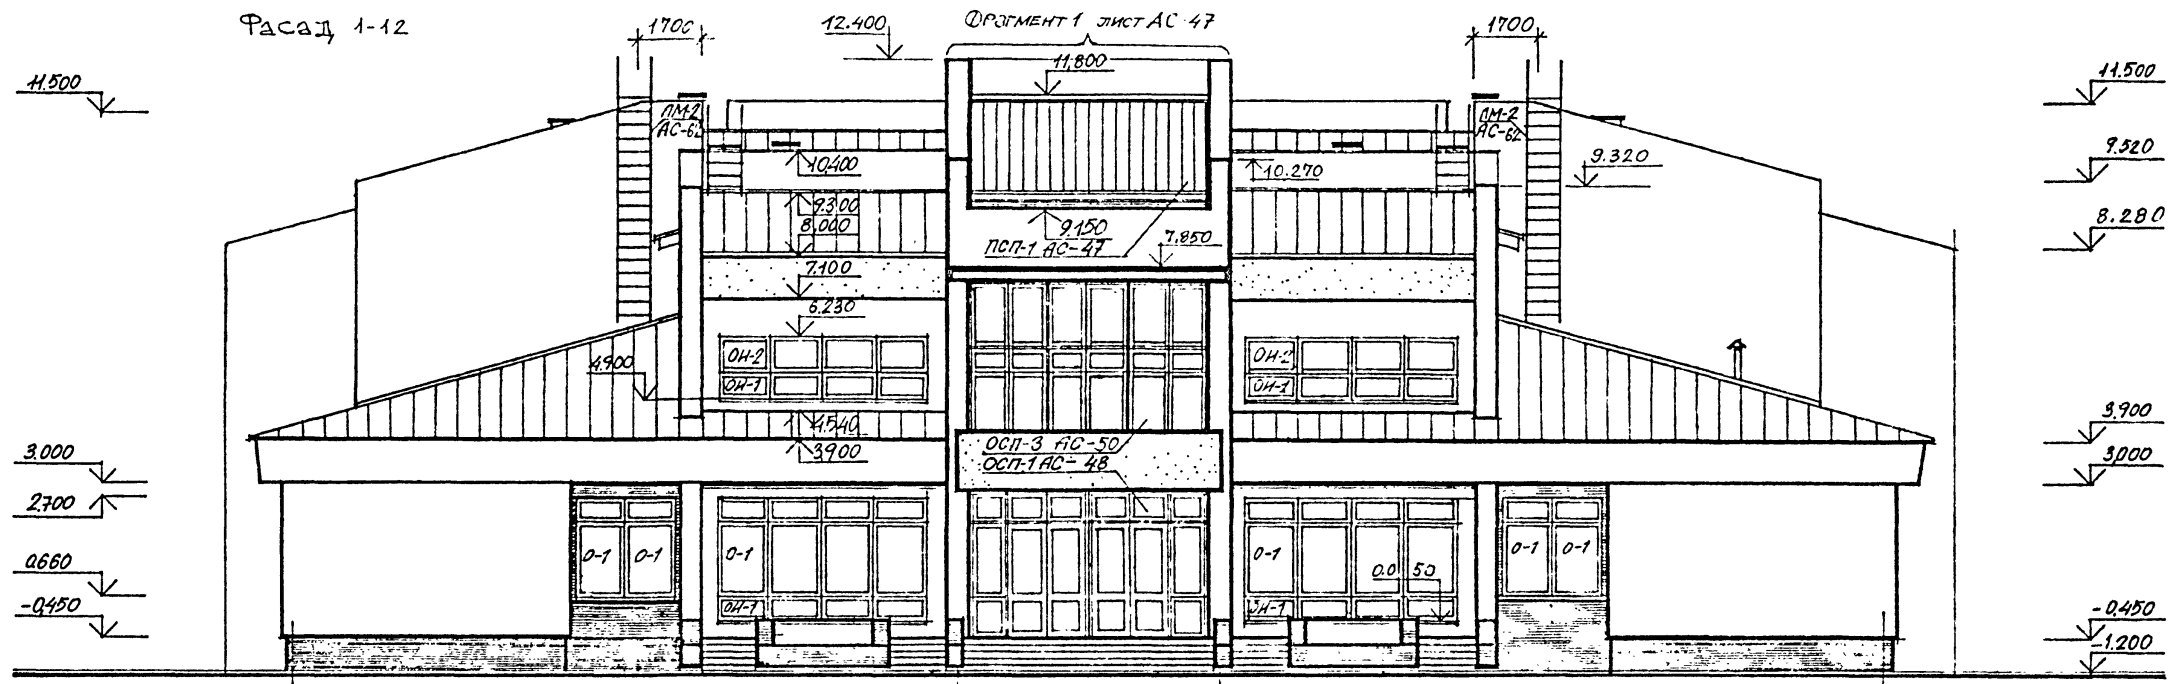 Фасад 1-12
1700
12.400
Фрагмент 1 лист АС-47
1700
11.500
11,800
11.500
ЛМ-2
АС-62
ЛМ-2
АС-62
10,400
10.270
9.320
9.520
9.300
8.000
9.150
ПСП-1 АС-47
7,850
8.280
7.100
6.230
4.900
ОН-2
ОН-1
ОН-2
ОН-1
4.540
3.900
3.900
ОСП-3 АС-50
ОСП-1 АС-48
3.000
3,000
2.700
О-1
О-1
О-1
О-1
О-1
О-1
0.660
0.0 50
ОН-1
ОН-1
-0,450
-0,450
-1.200